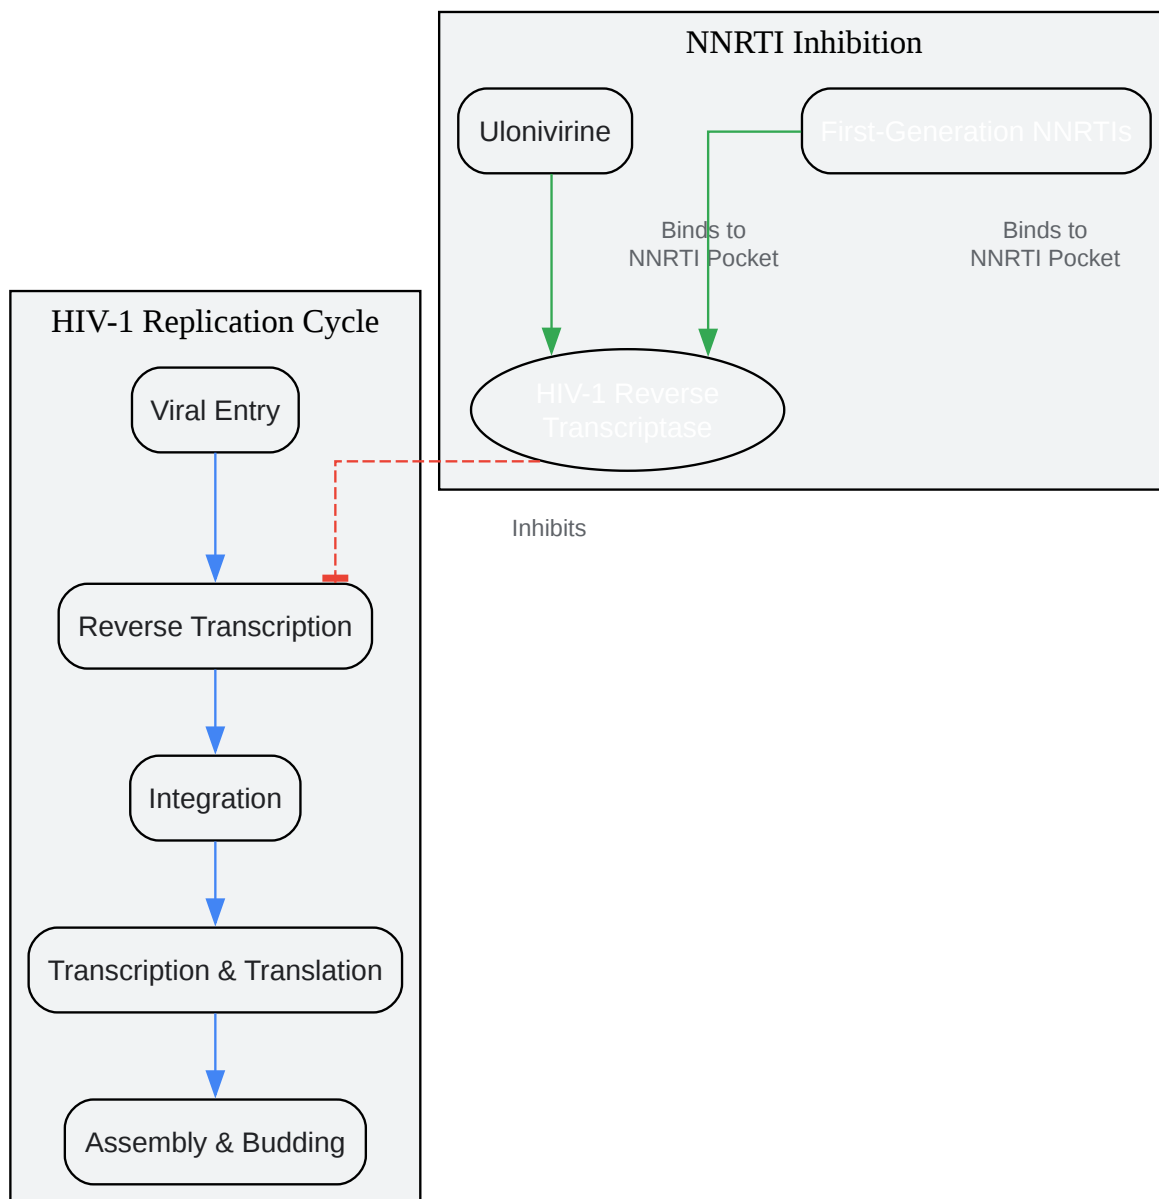 NNRTI Inhibition
Ulonivirine
First-Generation NNRTIs
Binds to
NNRTI Pocket
Binds to
NNRTI Pocket
HIV-1 Reverse
Transcriptase
Inhibits
HIV-1 Replication Cycle
Viral Entry
Reverse Transcription
Integration
Transcription & Translation
Assembly & Budding